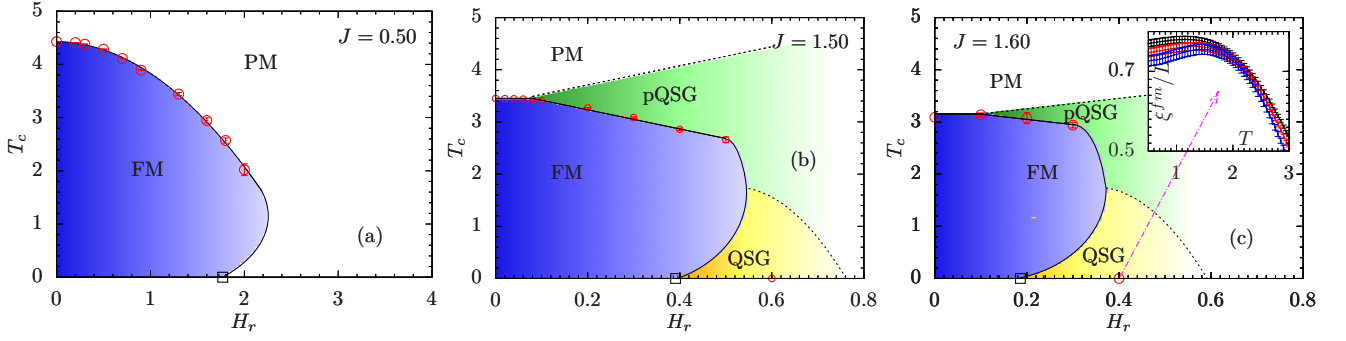 5
4
3
2
1
0
T_c
J = 0.50
PM
FM
(a)
0
1
2
3
4
H_r
5
4
3
2
1
0
T_c
PM
J = 1.50
pQSG
(b)
FM
QSG
0
0.2
0.4
0.6
0.8
H_r
5
4
3
2
1
0
T_c
J = 1.60
PM
pQSG
FM
QSG
(c)
0
0.2
0.4
0.6
0.8
H_r
0.7
0.5
ξ^{fm}/L
T
1
2
3